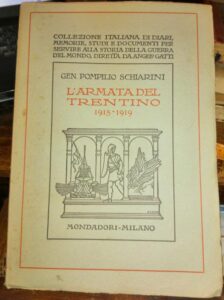 COLLEZIONE ITALIANA DI DIARI,
MEMORIE, STUDI E DOCUMENTI PER
SERVIRE ALLA STORIA DELLA GUERRA
DEL MONDO, DIRETTA DA ANGELO GATTI.
GEN. POMPILIO SCHIARINI
L'ARMATA DEL
TRENTINO
1915-1919
MONDADORI-MILANO